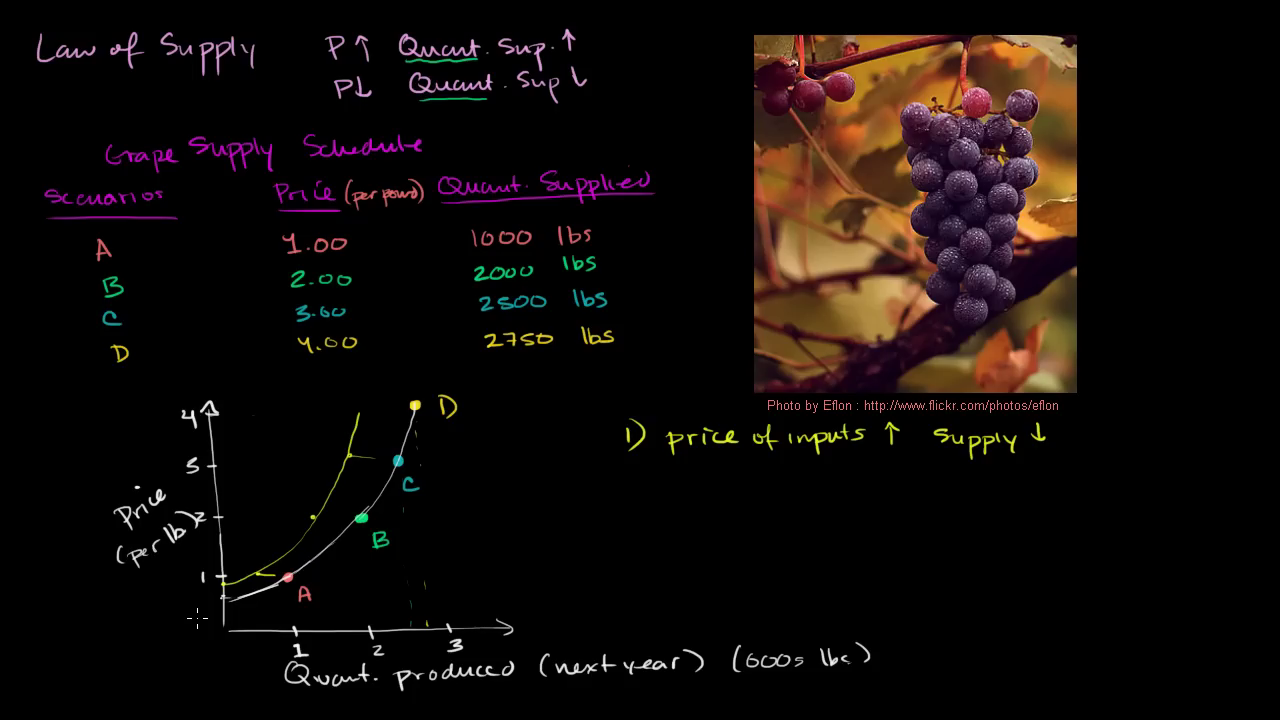 Law of Supply
P↑ Quant. Sup. ↑
P↓ Quant. Sup ↓
Grape Supply Schedule
Scenarios Price (per pound) Quant. Supplied
A 1.00 1000 lbs
B 2.00 2000 lbs
C 3.00 2500 lbs
D 4.00 2750 lbs
Photo by Eflon : http://www.flickr.com/photos/eflon
1) price of inputs ↑ Supply ↓
4
3
2
1
Price
(per lb)
D
C
B
A
1 2 3
Quant. produced (next year) (000s lbs)